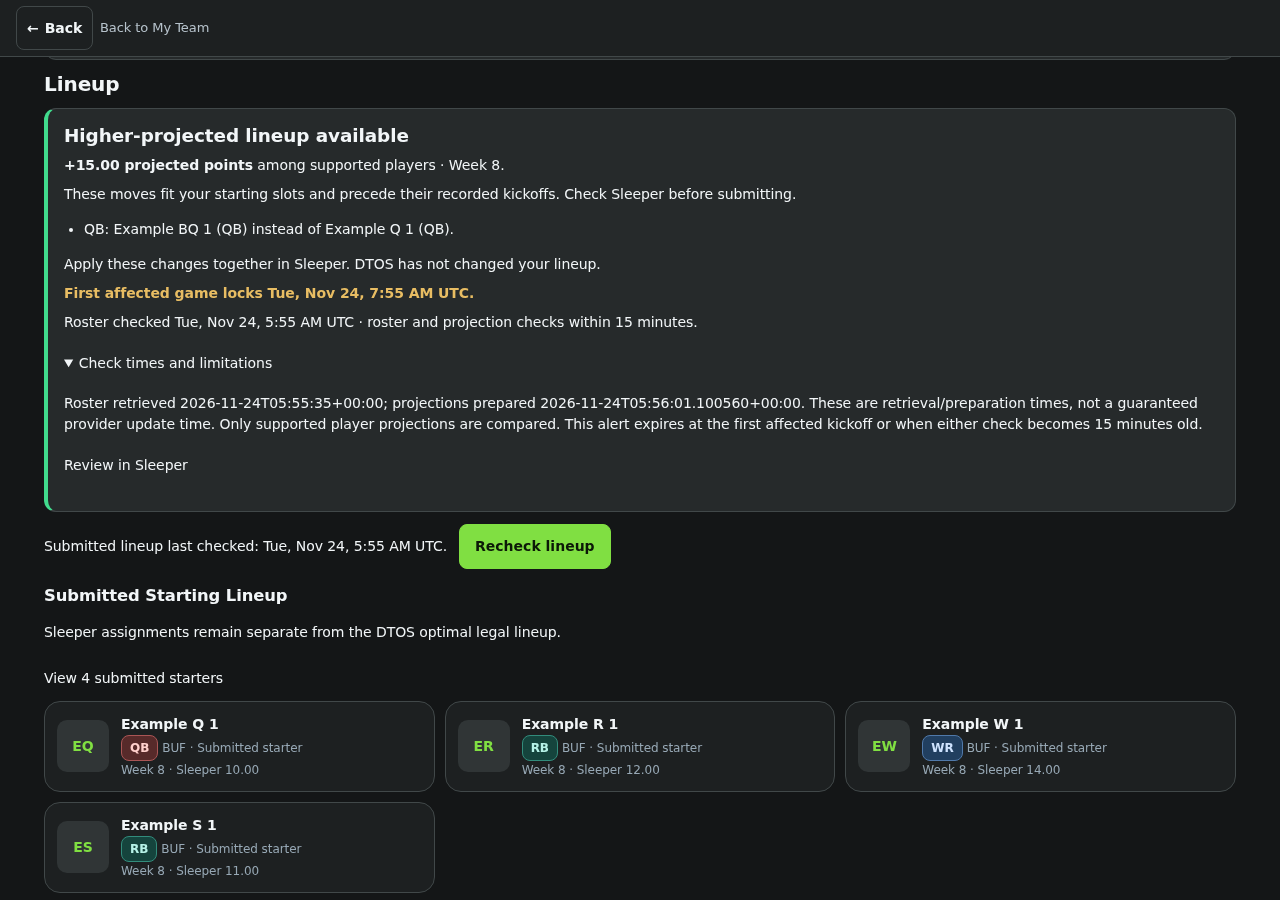 ← Back
Back to My Team
Lineup
Higher-projected lineup available
+15.00 projected points among supported players · Week 8.
These moves fit your starting slots and precede their recorded kickoffs. Check Sleeper before submitting.
• QB: Example BQ 1 (QB) instead of Example Q 1 (QB).
Apply these changes together in Sleeper. DTOS has not changed your lineup.
First affected game locks Tue, Nov 24, 7:55 AM UTC.
Roster checked Tue, Nov 24, 5:55 AM UTC · roster and projection checks within 15 minutes.
▼ Check times and limitations
Roster retrieved 2026-11-24T05:55:35+00:00; projections prepared 2026-11-24T05:56:01.100560+00:00. These are retrieval/preparation times, not a guaranteed
provider update time. Only supported player projections are compared. This alert expires at the first affected kickoff or when either check becomes 15 minutes old.
Review in Sleeper
Submitted lineup last checked: Tue, Nov 24, 5:55 AM UTC.
Recheck lineup
Submitted Starting Lineup
Sleeper assignments remain separate from the DTOS optimal legal lineup.
View 4 submitted starters
EQ
Example Q 1
QB BUF · Submitted starter
Week 8 · Sleeper 10.00
ER
Example R 1
RB BUF · Submitted starter
Week 8 · Sleeper 12.00
EW
Example W 1
WR BUF · Submitted starter
Week 8 · Sleeper 14.00
ES
Example S 1
RB BUF · Submitted starter
Week 8 · Sleeper 11.00